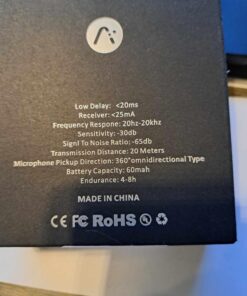 Low Delay: <20ms
Receiver: <25mA
Frequency Respone: 20hz-20khz
Sensitivity: -30db
Signl To Noise Ratio: -65db
Transmission Distance: 20 Meters
Microphone Pickup Direction: 360°omnidirectional Type
Battery Capacity: 60mah
Endurance: 4-8h
MADE IN CHINA
CE FC RoHS